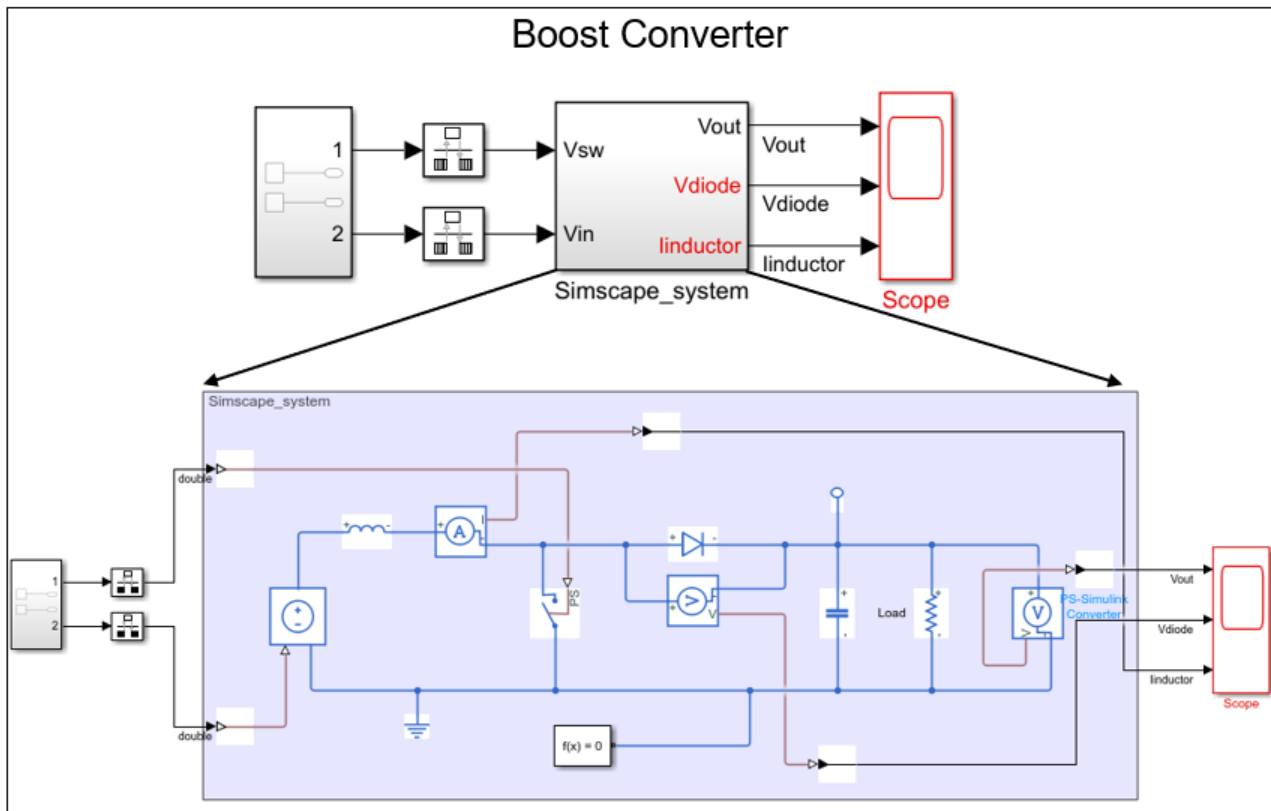 Boost Converter
1
2
Vsw
Vin
Vout
Vdiode
Iinductor
Vout
Vdiode
Iinductor
Simscape_system
Scope
Simscape_system
double
double
1
2
+
-
+
-
+
A
I
PS
+
-
+
V
V
+
-
Load
+
-
+
V
V
PS-Simulink
Converter
f(x) = 0
Vout
Vdiode
Iinductor
Scope